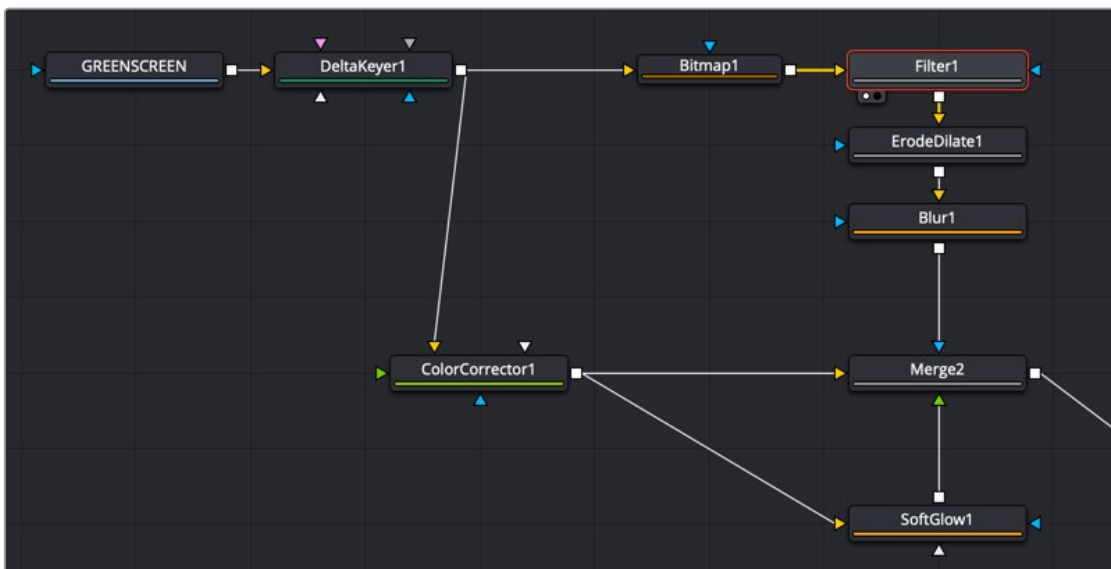 GREENSCREEN
DeltaKeyer1
Bitmap1
Filter1
ErodeDilate1
Blur1
ColorCorrector1
Merge2
SoftGlow1